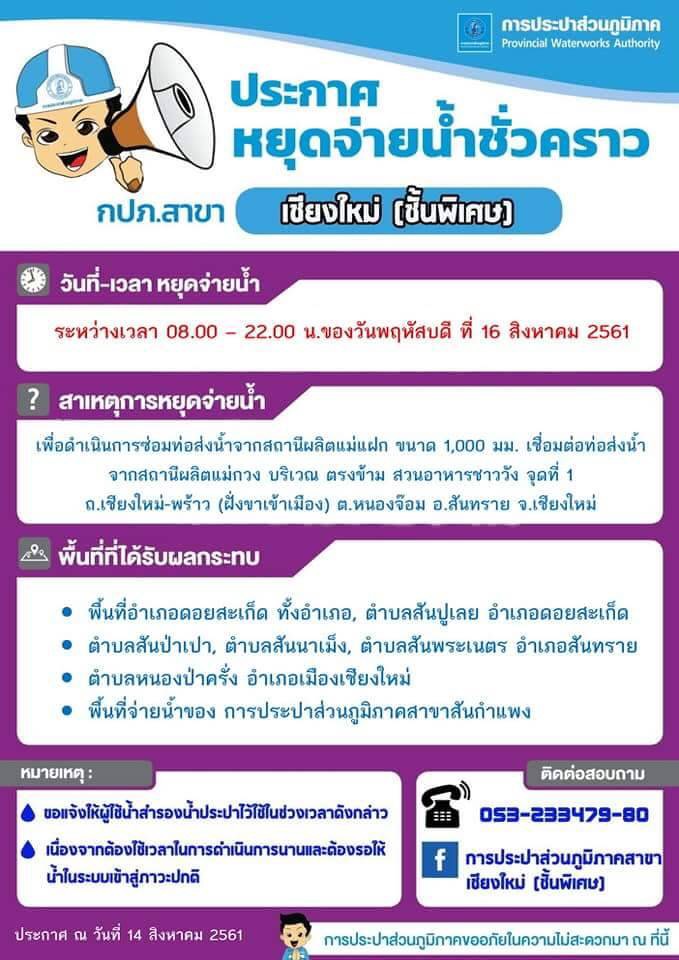 การประปาส่วนภูมิภาค
Provincial Waterworks Authority
ประกาศ
หยุดจ่ายน้ำชั่วคราว
กปภ.สาขา เชียงใหม่ (ชั้นพิเศษ)
วันที่-เวลา หยุดจ่ายน้ำ
ระหว่างเวลา 08.00 – 22.00 น.ของวันพฤหัสบดี ที่ 16 สิงหาคม 2561
? สาเหตุการหยุดจ่ายน้ำ
เพื่อดำเนินการซ่อมท่อส่งน้ำจากสถานีผลิตแม่แฝก ขนาด 1,000 มม. เชื่อมต่อท่อส่งน้ำ
จากสถานีผลิตแม่กวง บริเวณ ตรงข้าม สวนอาหารชาววัง จุดที่ 1
ถ.เชียงใหม่-พร้าว (ฝั่งขาเข้าเมือง) ต.หนองจ๊อม อ.สันทราย จ.เชียงใหม่
พื้นที่ที่ได้รับผลกระทบ
• พื้นที่อำเภอดอยสะเก็ด ทั้งอำเภอ, ตำบลสันปูเลย อำเภอดอยสะเก็ด
• ตำบลสันป่าเปา, ตำบลสันนาเม็ง, ตำบลสันพระเนตร อำเภอสันทราย
• ตำบลหนองป่าครั่ง อำเภอเมืองเชียงใหม่
• พื้นที่จ่ายน้ำของ การประปาส่วนภูมิภาคสาขาสันกำแพง
หมายเหตุ :
ขอแจ้งให้ผู้ใช้น้ำสำรองน้ำประปาไว้ใช้ในช่วงเวลาดังกล่าว
เนื่องจากต้องใช้เวลาในการดำเนินการนานและต้องรอให้
น้ำในระบบเข้าสู่ภาวะปกติ
ติดต่อสอบถาม
053-233479-80
f การประปาส่วนภูมิภาคสาขา
เชียงใหม่ (ชั้นพิเศษ)
ประกาศ ณ วันที่ 14 สิงหาคม 2561
การประปาส่วนภูมิภาคขออภัยในความไม่สะดวกมา ณ ที่นี้